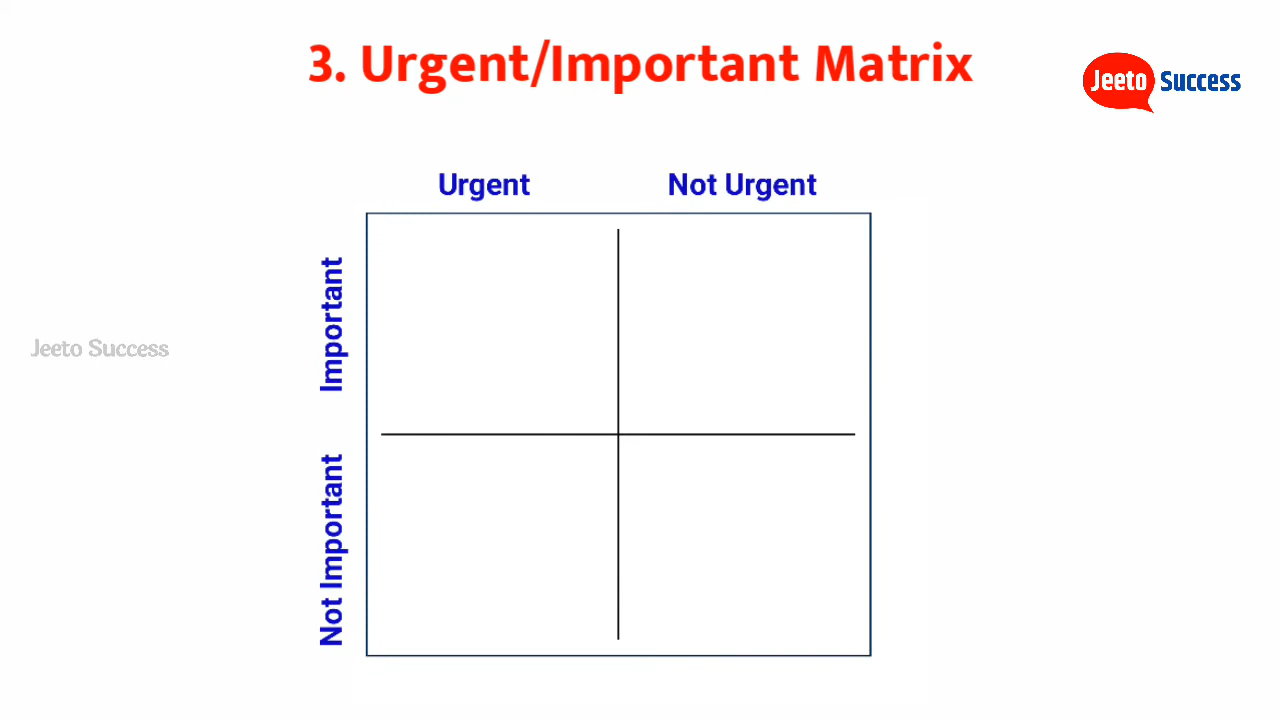 3. Urgent/Important Matrix
Jeeto Success
Urgent Not Urgent
Important
Jeeto Success
Not Important